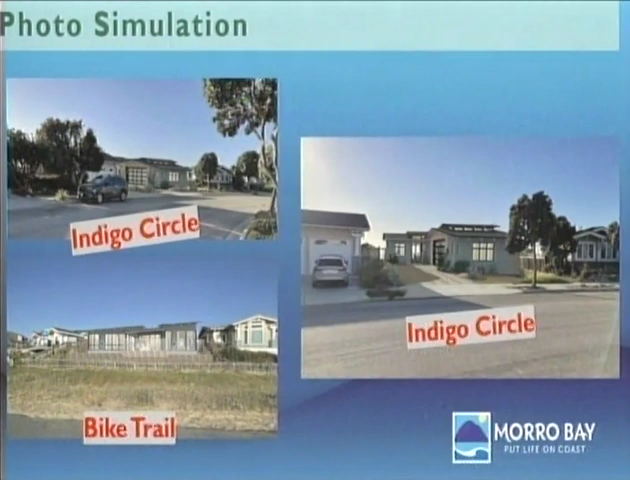 Photo Simulation
Indigo Circle
Indigo Circle
Bike Trail
MORRO BAY
PUT LIFE ON COAST